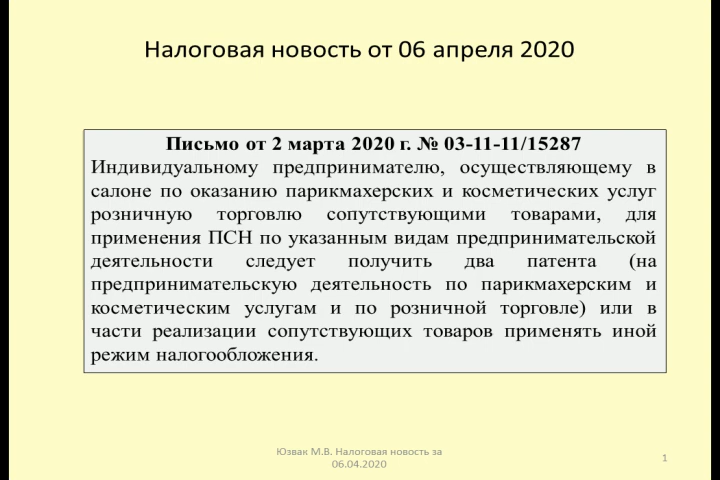 Налоговая новость от 06 апреля 2020
Письмо от 2 марта 2020 г. № 03-11-11/15287
Индивидуальному предпринимателю, осуществляющему в
салоне по оказанию парикмахерских и косметических услуг
розничную торговлю сопутствующими товарами, для
применения ПСН по указанным видам предпринимательской
деятельности следует получить два патента (на
предпринимательскую деятельность по парикмахерским и
косметическим услугам и по розничной торговле) или в
части реализации сопутствующих товаров применять иной
режим налогообложения.
Юзвак М.В. Налоговая новость за
06.04.2020
1